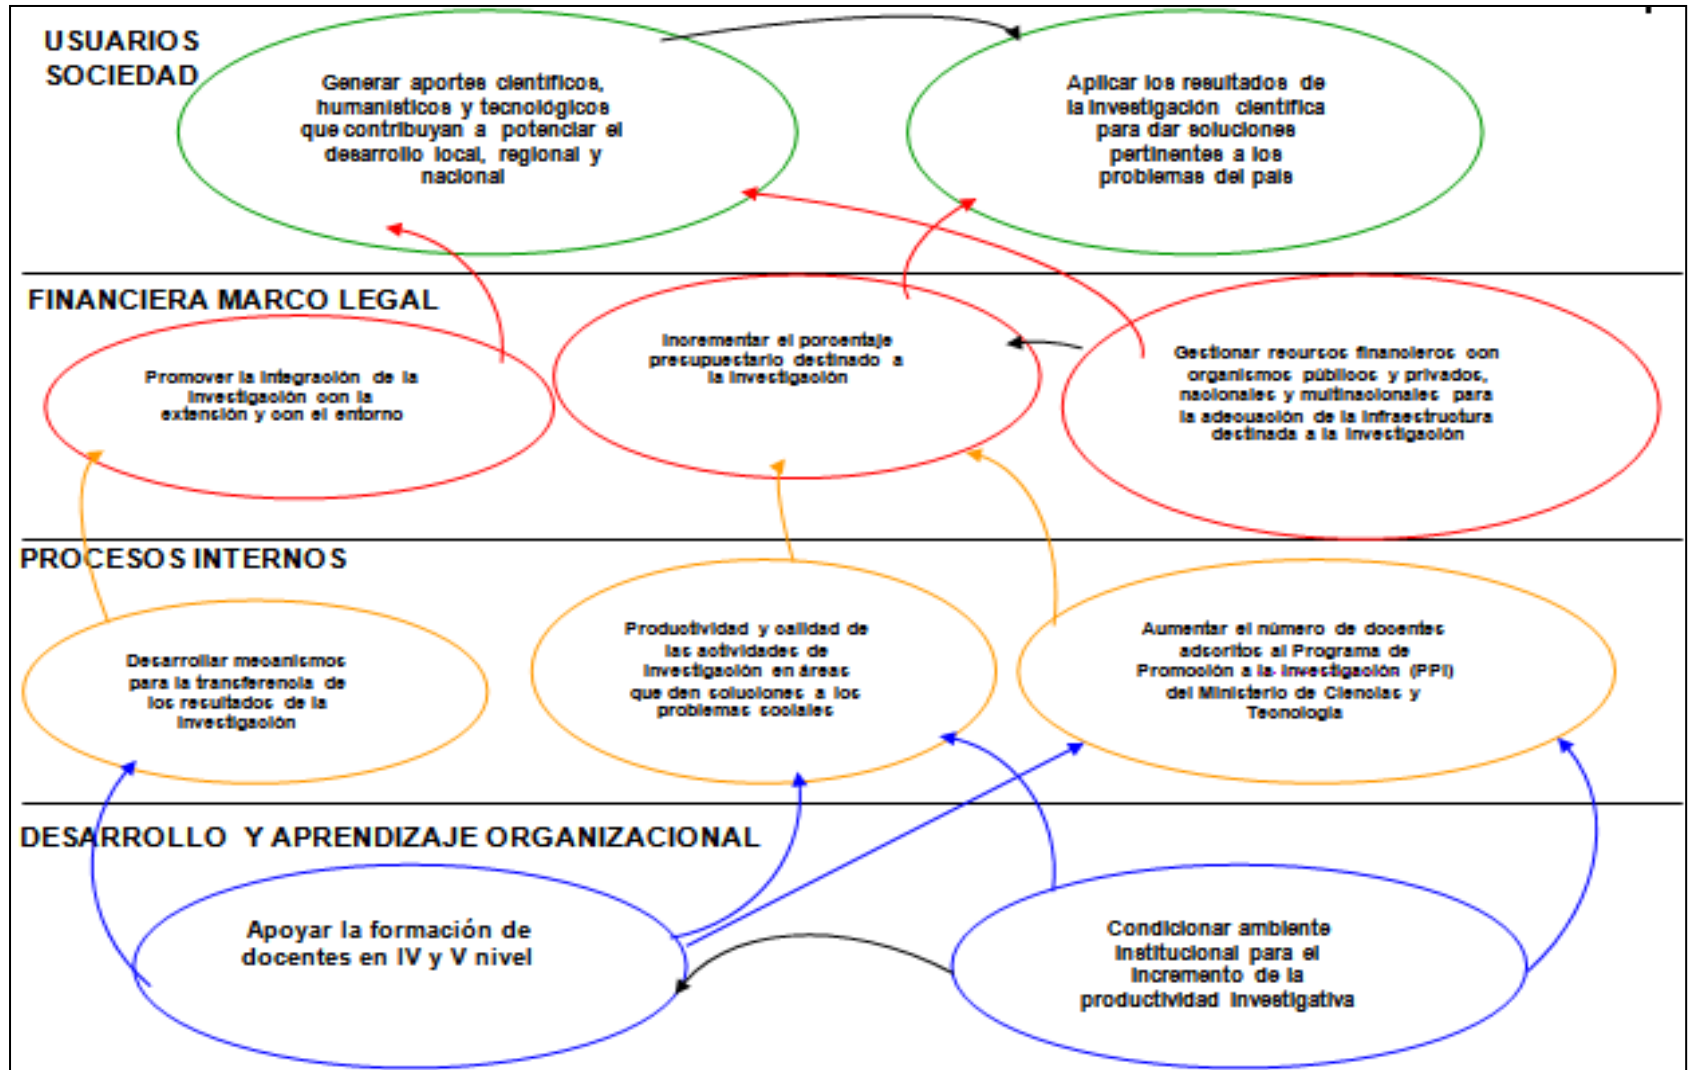 USUARIOS
SOCIEDAD
Generar aportes científicos,
humanísticos y tecnológicos
que contribuyan a potenciar el
desarrollo local, regional y
nacional
Aplicar los resultados de
la investigación científica
para dar soluciones
pertinentes a los
problemas del país
FINANCIERA MARCO LEGAL
Promover la integración de la
investigación con la
extensión y con el entorno
Incrementar el porcentaje
presupuestario destinado a
la investigación
Gestionar recursos financieros con
organismos públicos y privados,
nacionales y multinacionales para
la adecuación de la infraestructura
destinada a la investigación
PROCESOS INTERNOS
Desarrollar mecanismos
para la transferencia de
los resultados de la
investigación
Productividad y calidad de
las actividades de
investigación en áreas
que den soluciones a los
problemas sociales
Aumentar el número de docentes
adscritos al Programa de
Promoción a la investigación (PPI)
del Ministerio de Ciencias y
Tecnología
DESARROLLO Y APRENDIZAJE ORGANIZACIONAL
Apoyar la formación de
docentes en IV y V nivel
Condicionar ambiente
institucional para el
incremento de la
productividad investigativa